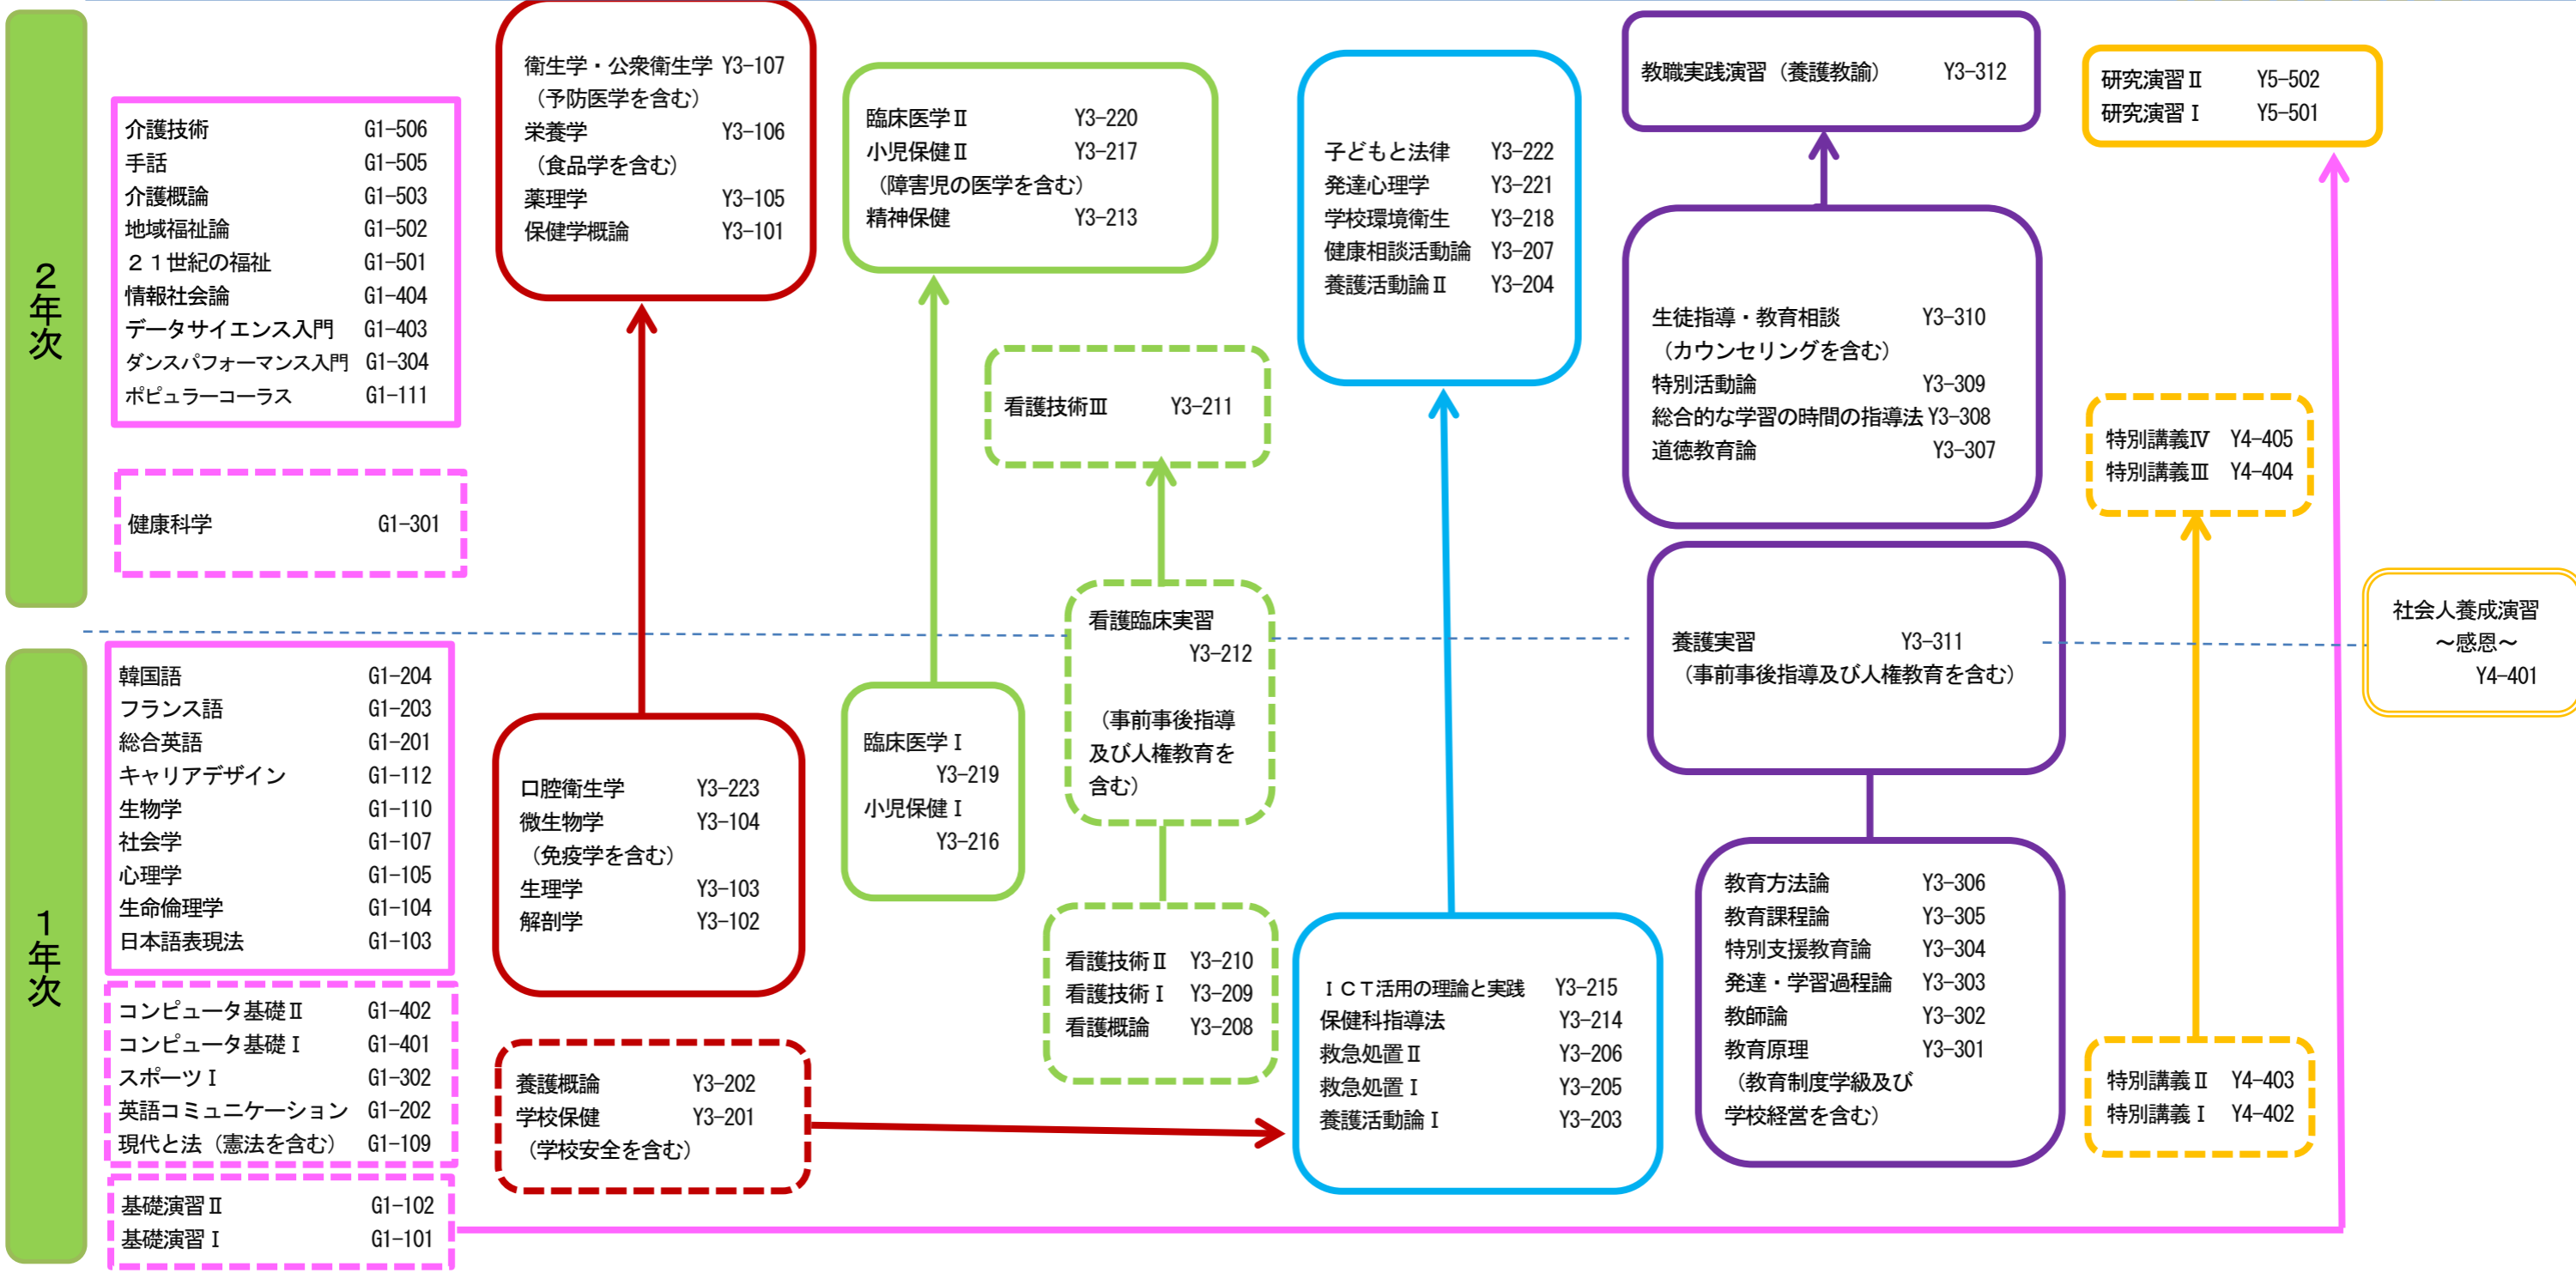 2年次
介護技術 G1-506
手話 G1-505
介護概論 G1-503
地域福祉論 G1-502
２１世紀の福祉 G1-501
情報社会論 G1-404
データサイエンス入門 G1-403
ダンスパフォーマンス入門 G1-304
ポピュラーコーラス G1-111
健康科学 G1-301
衛生学・公衆衛生学 Y3-107
（予防医学を含む）
栄養学 Y3-106
（食品学を含む）
薬理学 Y3-105
保健学概論 Y3-101
臨床医学Ⅱ Y3-220
小児保健Ⅱ Y3-217
（障害児の医学を含む）
精神保健 Y3-213
看護技術Ⅲ Y3-211
子どもと法律 Y3-222
発達心理学 Y3-221
学校環境衛生 Y3-218
健康相談活動論 Y3-207
養護活動論Ⅱ Y3-204
教職実践演習（養護教諭） Y3-312
生徒指導・教育相談 Y3-310
（カウンセリングを含む）
特別活動論 Y3-309
総合的な学習の時間の指導法 Y3-308
道徳教育論 Y3-307
研究演習Ⅱ Y5-502
研究演習Ⅰ Y5-501
特別講義Ⅳ Y4-405
特別講義Ⅲ Y4-404
看護臨床実習
Y3-212
（事前事後指導
及び人権教育を
含む）
養護実習 Y3-311
（事前事後指導及び人権教育を含む）
社会人養成演習
～感恩～
Y4-401
1年次
韓国語 G1-204
フランス語 G1-203
総合英語 G1-201
キャリアデザイン G1-112
生物学 G1-110
社会学 G1-107
心理学 G1-105
生命倫理学 G1-104
日本語表現法 G1-103
コンピュータ基礎Ⅱ G1-402
コンピュータ基礎Ⅰ G1-401
スポーツⅠ G1-302
英語コミュニケーション G1-202
現代と法（憲法を含む） G1-109
基礎演習Ⅱ G1-102
基礎演習Ⅰ G1-101
口腔衛生学 Y3-223
微生物学 Y3-104
（免疫学を含む）
生理学 Y3-103
解剖学 Y3-102
養護概論 Y3-202
学校保健 Y3-201
（学校安全を含む）
臨床医学Ⅰ
Y3-219
小児保健Ⅰ
Y3-216
看護技術Ⅱ Y3-210
看護技術Ⅰ Y3-209
看護概論 Y3-208
ＩＣＴ活用の理論と実践 Y3-215
保健科指導法 Y3-214
救急処置Ⅱ Y3-206
救急処置Ⅰ Y3-205
養護活動論Ⅰ Y3-203
教育方法論 Y3-306
教育課程論 Y3-305
特別支援教育論 Y3-304
発達・学習過程論 Y3-303
教師論 Y3-302
教育原理 Y3-301
（教育制度学級及び
学校経営を含む）
特別講義Ⅱ Y4-403
特別講義Ⅰ Y4-402